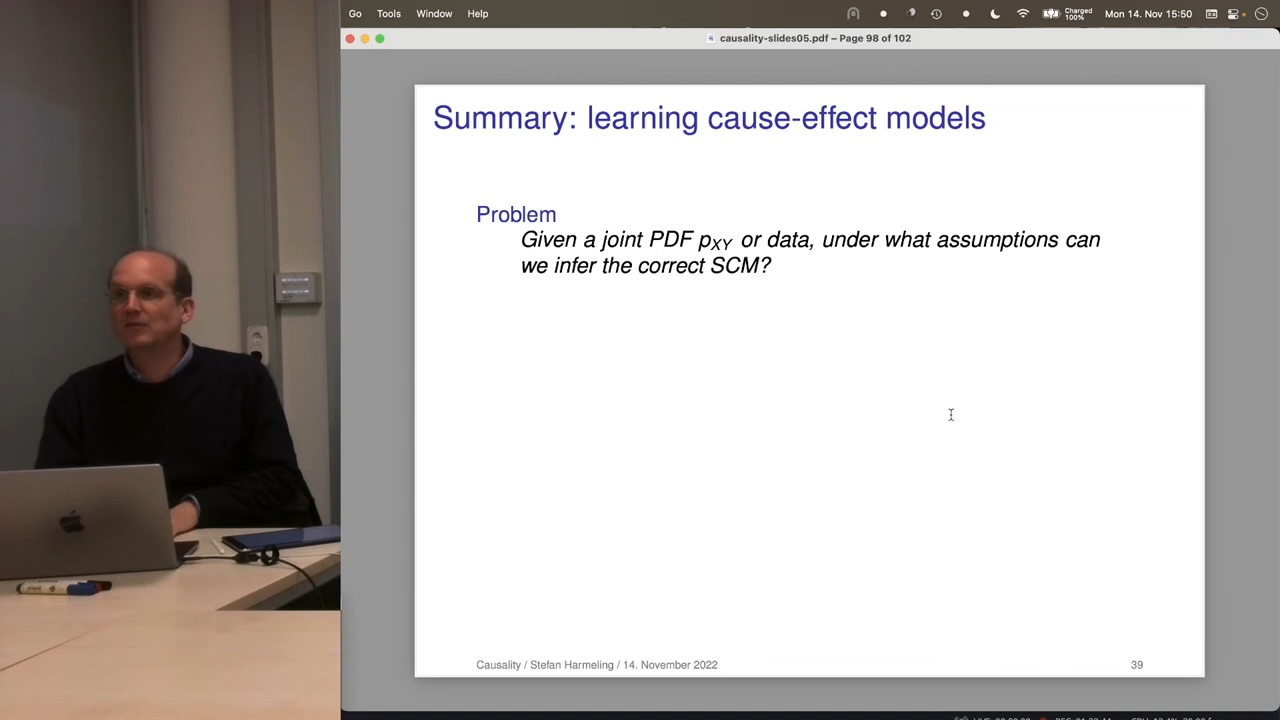 Go Tools Window Help
Charged 100% Mon 14. Nov 15:50
causality-slides05.pdf – Page 98 of 102
Summary: learning cause-effect models
Problem
Given a joint PDF pXY or data, under what assumptions can
we infer the correct SCM?
Causality / Stefan Harmeling / 14. November 2022
39